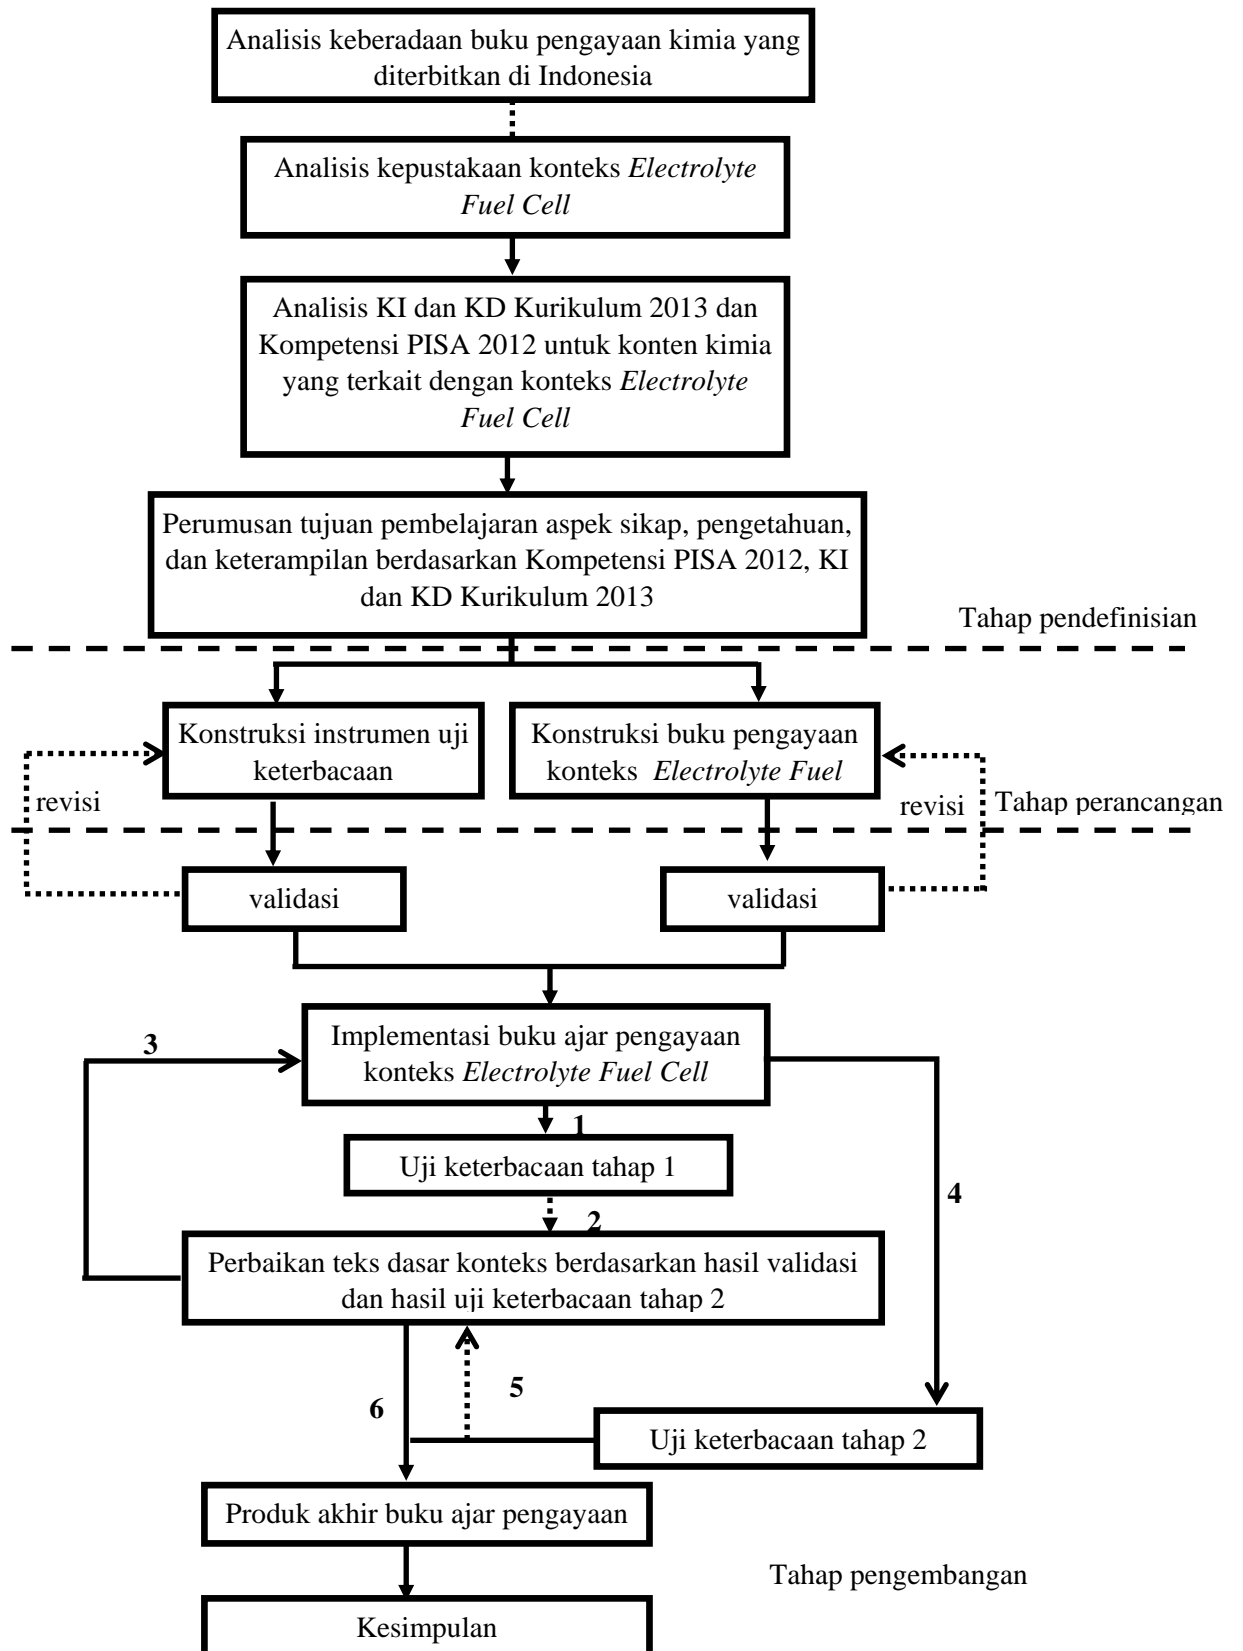 Analisis keberadaan buku pengayaan kimia yang
diterbitkan di Indonesia
Analisis kepustakaan konteks Electrolyte
Fuel Cell
Analisis KI dan KD Kurikulum 2013 dan
Kompetensi PISA 2012 untuk konten kimia
yang terkait dengan konteks Electrolyte
Fuel Cell
Perumusan tujuan pembelajaran aspek sikap, pengetahuan,
dan keterampilan berdasarkan Kompetensi PISA 2012, KI
dan KD Kurikulum 2013
Tahap pendefinisian
Konstruksi instrumen uji
keterbacaan
Konstruksi buku pengayaan
konteks Electrolyte Fuel
revisi
revisi
Tahap perancangan
validasi
validasi
Implementasi buku ajar pengayaan
konteks Electrolyte Fuel Cell
3
1
Uji keterbacaan tahap 1
4
2
Perbaikan teks dasar konteks berdasarkan hasil validasi
dan hasil uji keterbacaan tahap 2
5
6
Uji keterbacaan tahap 2
Produk akhir buku ajar pengayaan
Tahap pengembangan
Kesimpulan